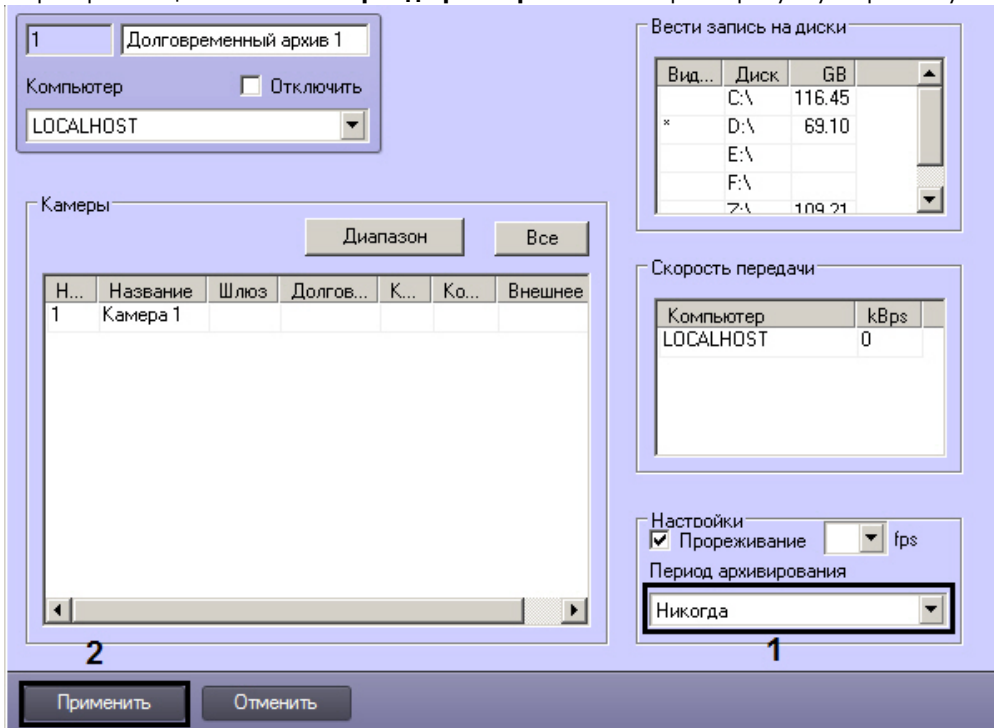 1
Долговременный архив 1
Компьютер
Отключить
LOCALHOST
Вести запись на диски
Вид... Диск GB
C:\ 116.45
* D:\ 69.10
E:\
F:\
Z:\ 109.21
Камеры
Диапазон
Все
Н... Название Шлюз Долгов... К... Ко... Внешнее
1 Камера 1
Скорость передачи
Компьютер kBps
LOCALHOST 0
Настройки
Прореживание fps
Период архивирования
Никогда
1
2
Применить
Отменить